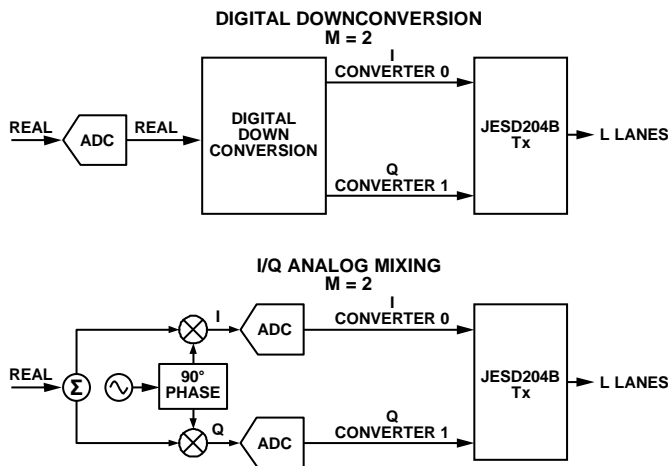 DIGITAL DOWNCONVERSION
M = 2
I
CONVERTER 0
REAL
ADC
REAL
DIGITAL
DOWN
CONVERSION
JESD204B
Tx
L LANES
Q
CONVERTER 1
I/Q ANALOG MIXING
M = 2
I
ADC
I
CONVERTER 0
REAL
Σ
90°
PHASE
JESD204B
Tx
L LANES
Q
ADC
Q
CONVERTER 1